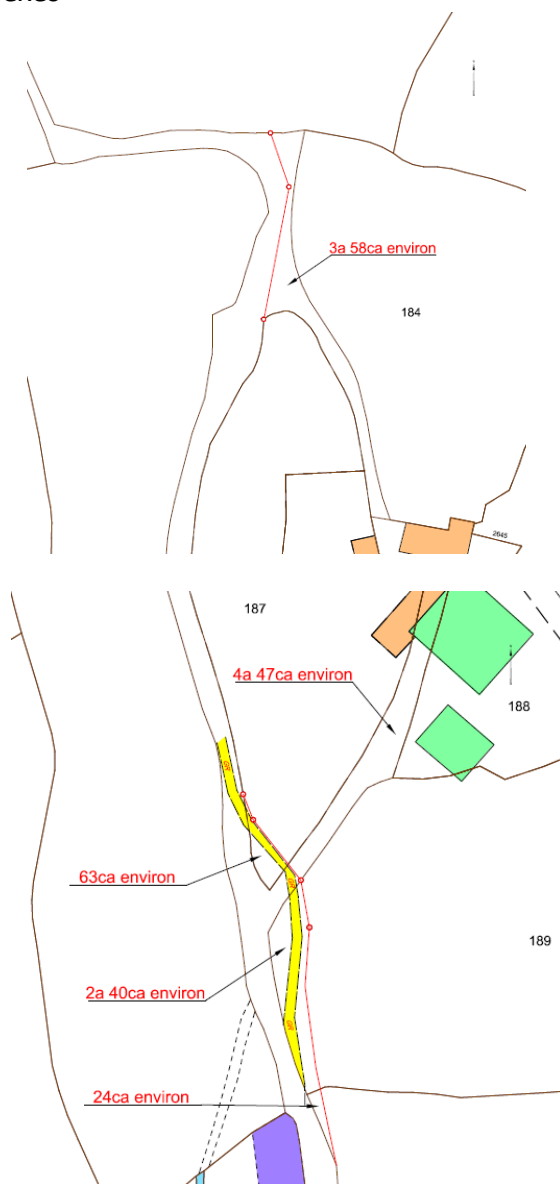 3a 58ca environ
184
2645
187
4a 47ca environ
188
63ca environ
189
2a 40ca environ
24ca environ